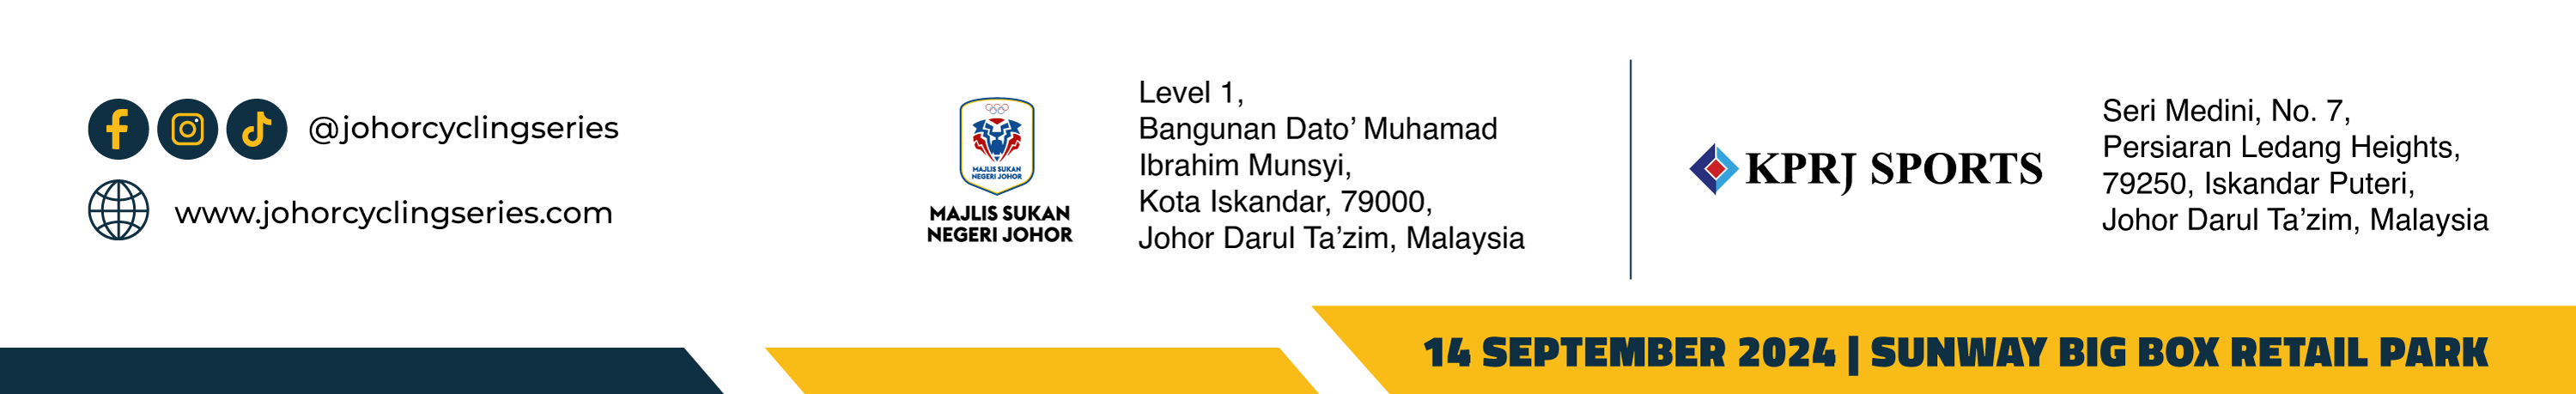 @johorcyclingseries
www.johorcyclingseries.com
MAJLIS SUKAN
NEGERI JOHOR
MAJLIS SUKAN
NEGERI JOHOR
Level 1,
Bangunan Dato’ Muhamad
Ibrahim Munsyi,
Kota Iskandar, 79000,
Johor Darul Ta’zim, Malaysia
KPRJ SPORTS
Seri Medini, No. 7,
Persiaran Ledang Heights,
79250, Iskandar Puteri,
Johor Darul Ta’zim, Malaysia
14 SEPTEMBER 2024 | SUNWAY BIG BOX RETAIL PARK